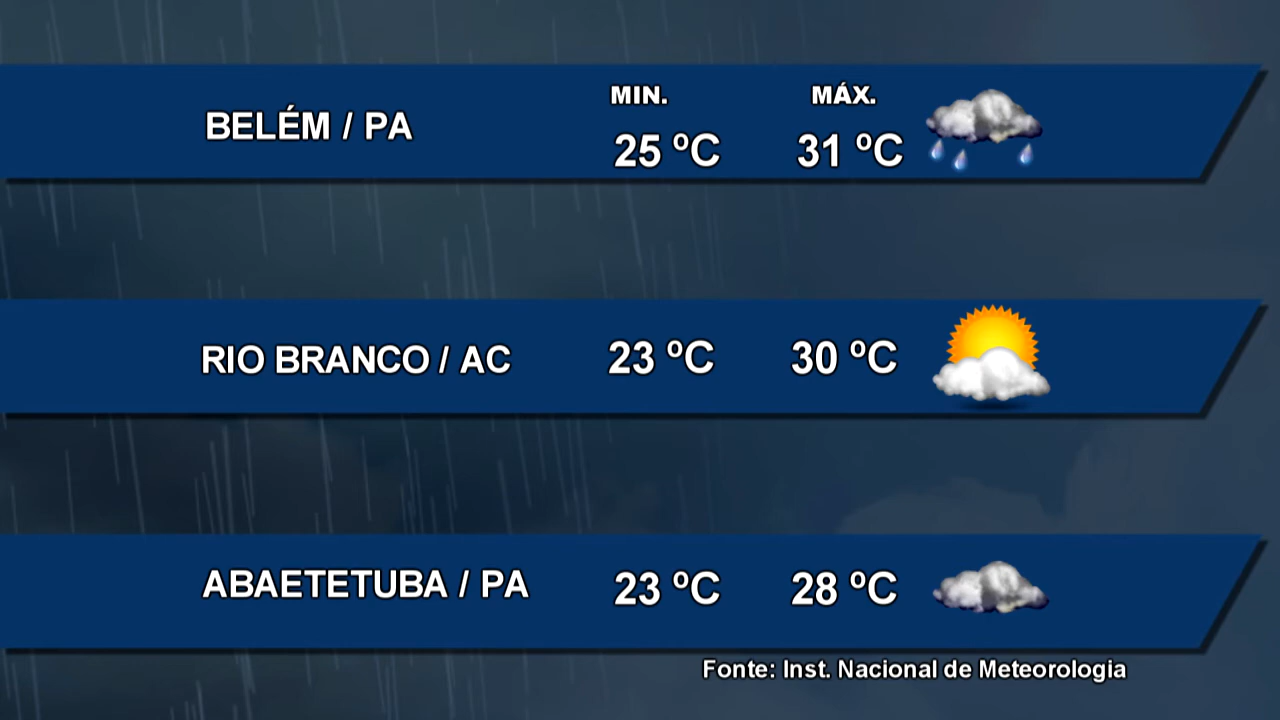 MIN. MÁX.
BELÉM / PA 25 ºC 31 ºC
RIO BRANCO / AC 23 ºC 30 ºC
ABAETETUBA / PA 23 ºC 28 ºC
Fonte: Inst. Nacional de Meteorologia